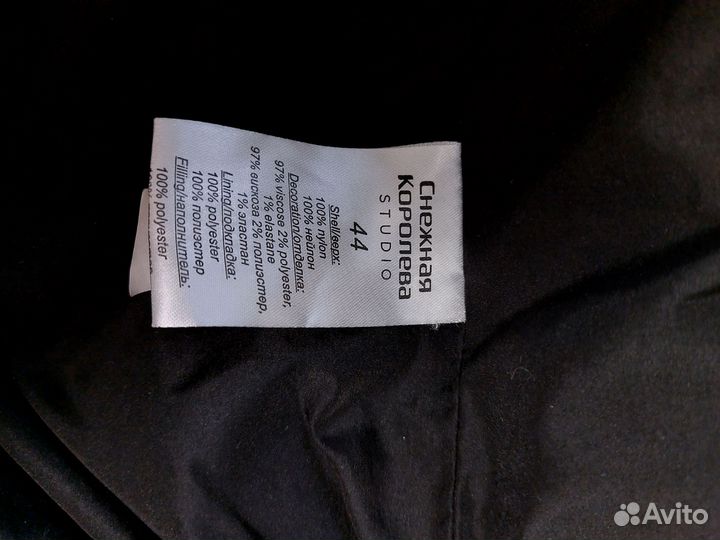 Снежная
Королева
STUDIO
44
Shell/верх:
100% nylon
100% нейлон
Decoration/отделка:
97% viscose 2% polyester,
1% elastane
97% вискоза 2% полиэстер,
1% эластан
Lining/подкладка:
100% polyester
100% полиэстер
Filling/наполнитель:
100% polyester
Avito